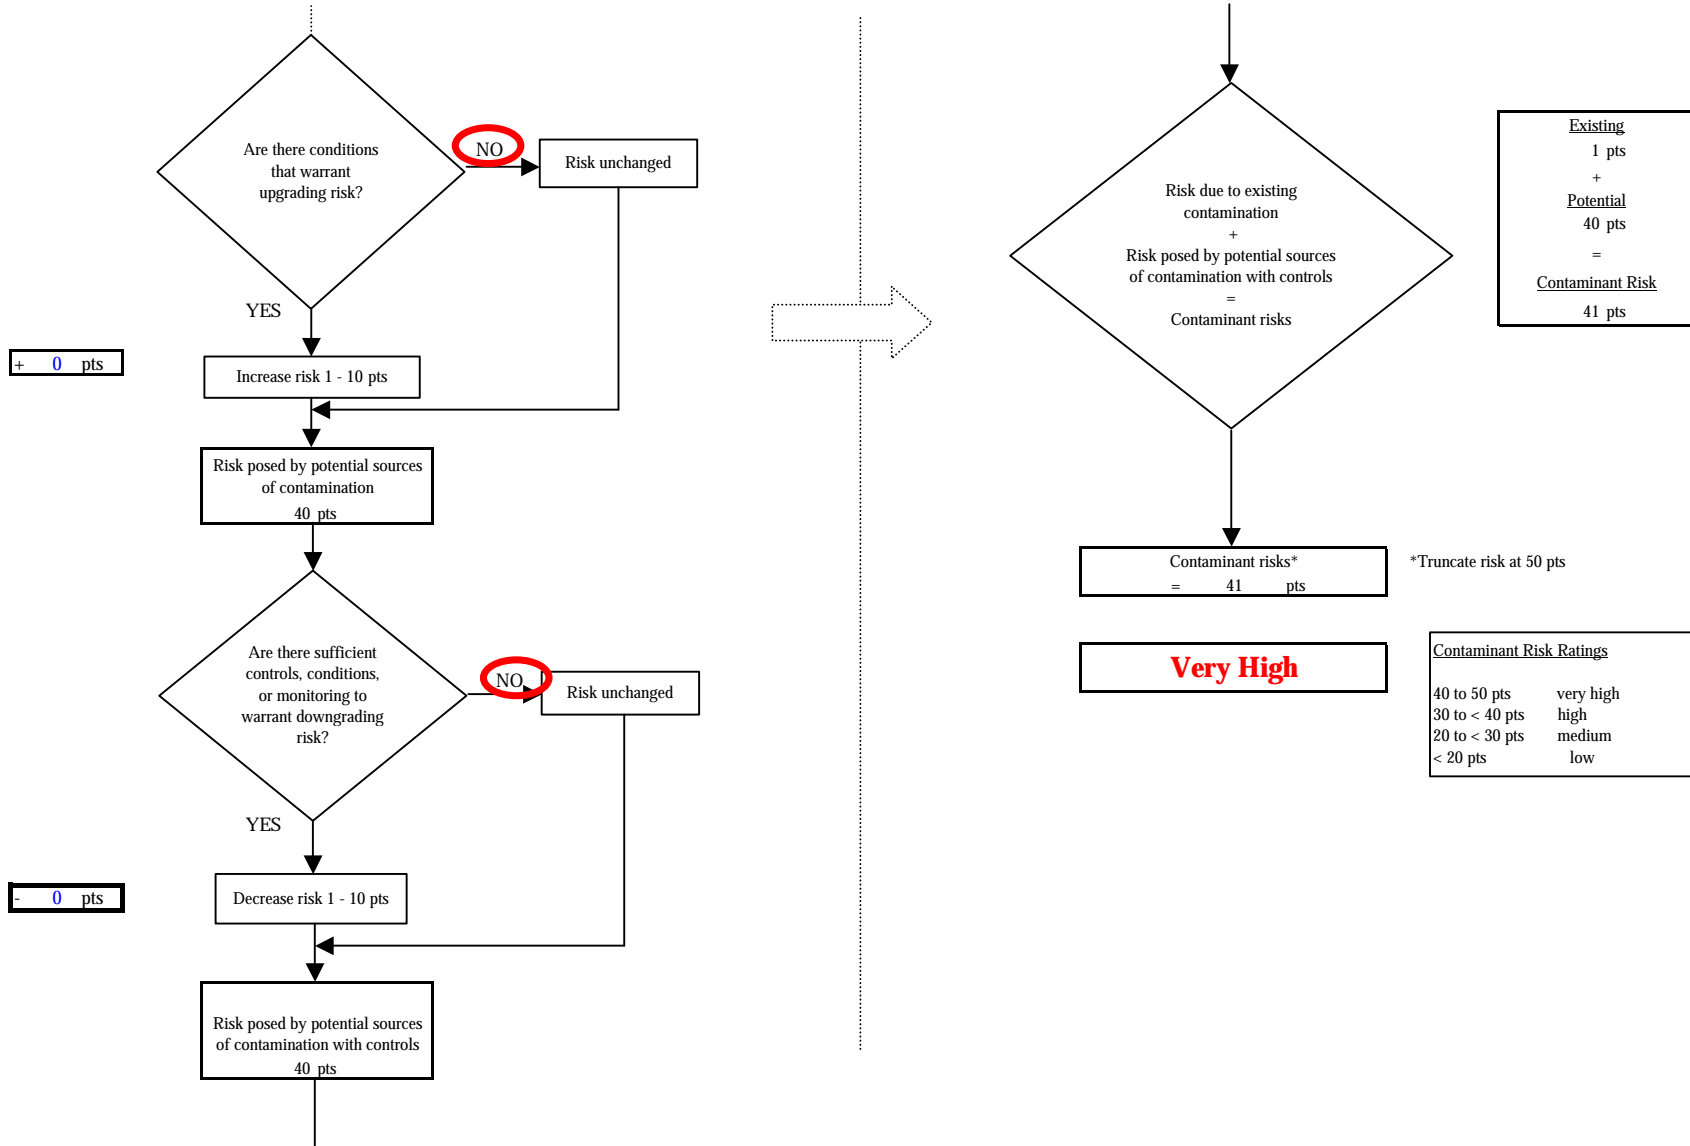 Are there conditions
that warrant
upgrading risk?
NO
Risk unchanged
YES
+ 0 pts
Increase risk 1 - 10 pts
Risk posed by potential sources
of contamination
40 pts
Are there sufficient
controls, conditions,
or monitoring to
warrant downgrading
risk?
NO
Risk unchanged
YES
- 0 pts
Decrease risk 1 - 10 pts
Risk posed by potential sources
of contamination with controls
40 pts
Risk due to existing
contamination
+
Risk posed by potential sources
of contamination with controls
=
Contaminant risks
Existing
1 pts
+
Potential
40 pts
=
Contaminant Risk
41 pts
Contaminant risks*
= 41 pts
*Truncate risk at 50 pts
Very High
Contaminant Risk Ratings
40 to 50 pts very high
30 to < 40 pts high
20 to < 30 pts medium
< 20 pts low